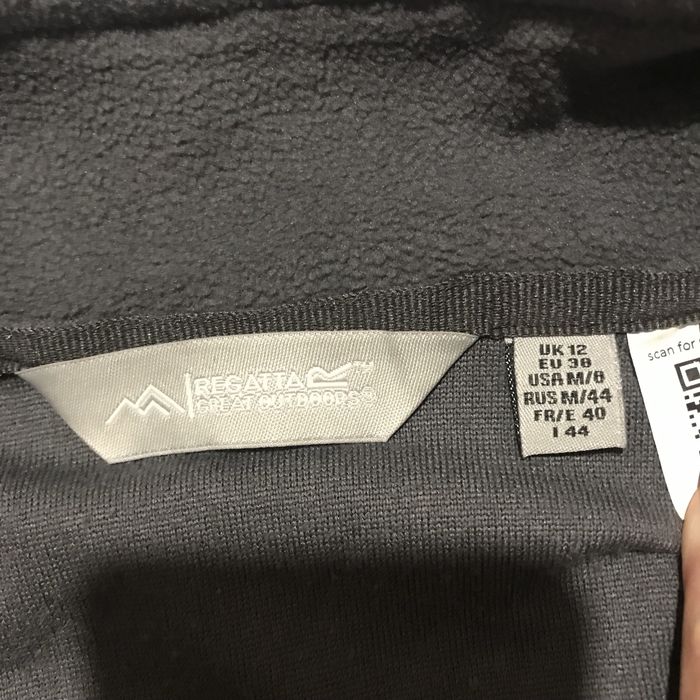 REGATTA
GREAT OUTDOORS
UK 12
EU 38
USA M/8
RUS M/44
FR/E 40
I 44
scan for